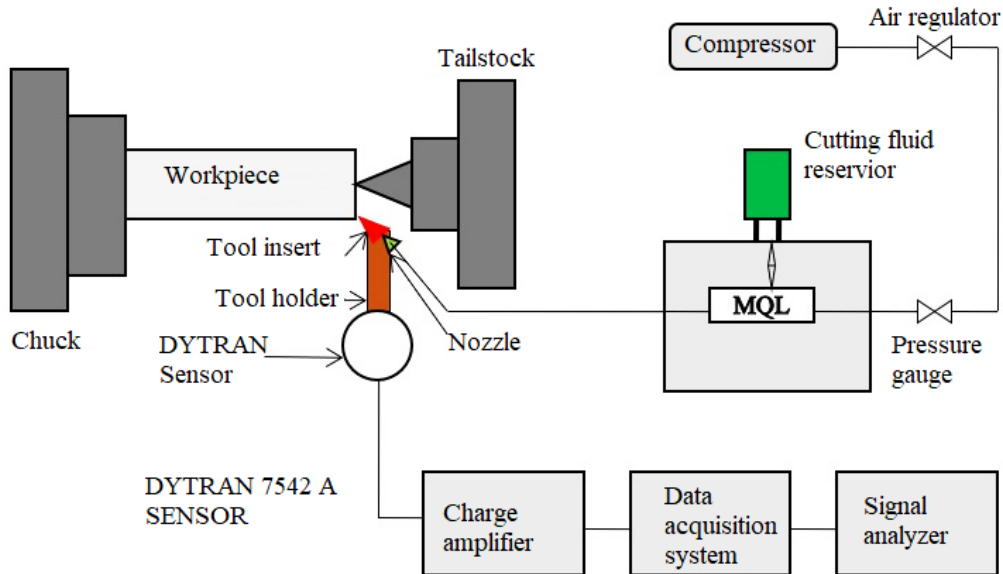 Air regulator
Compressor
Tailstock
Cutting fluid
reservior
Workpiece
Tool insert
Tool holder
MQL
Chuck
DYTRAN
Sensor
Nozzle
Pressure
gauge
DYTRAN 7542 A
SENSOR
Charge
amplifier
Data
acquisition
system
Signal
analyzer